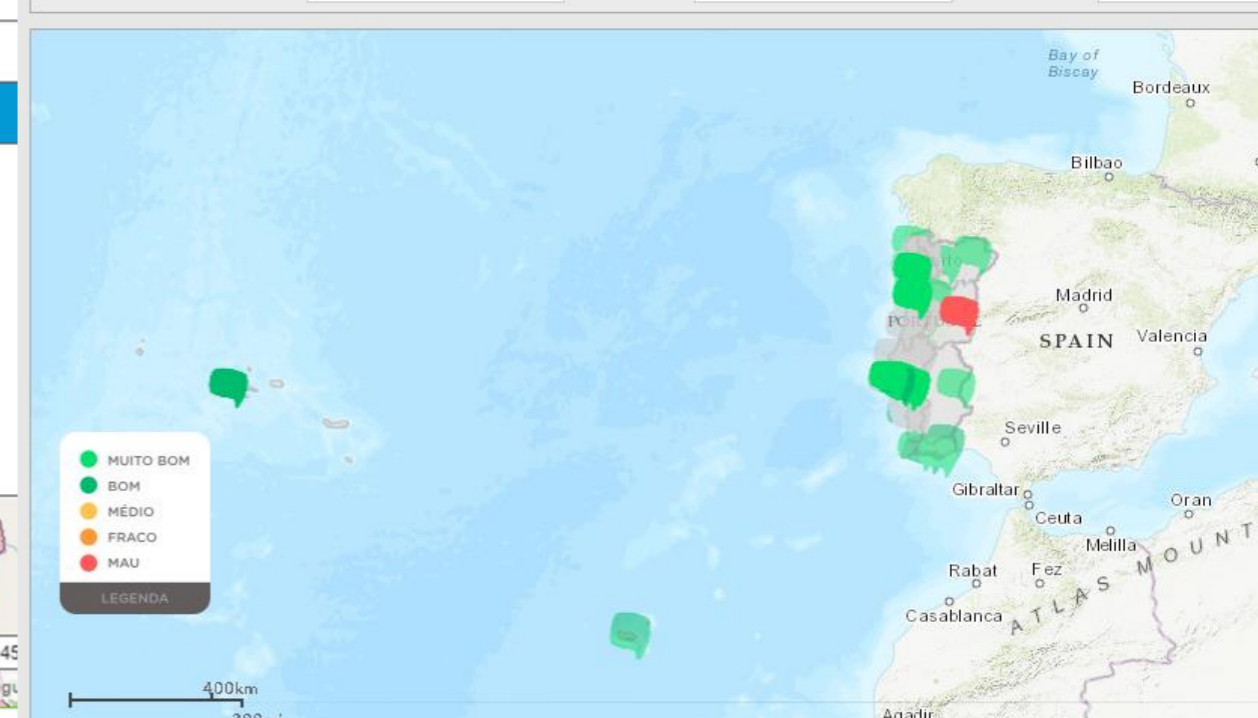 Bay of
Biscay
Bordeaux
Bilbao
Madrid
SPAIN
Valencia
Seville
Gibraltar
Ceuta
Oran
Melilla
Rabat
Fez
Casablanca
ATLAS MOUNT
Agadir
MUITO BOM
BOM
MÉDIO
FRACO
MAU
LEGENDA
400km
45